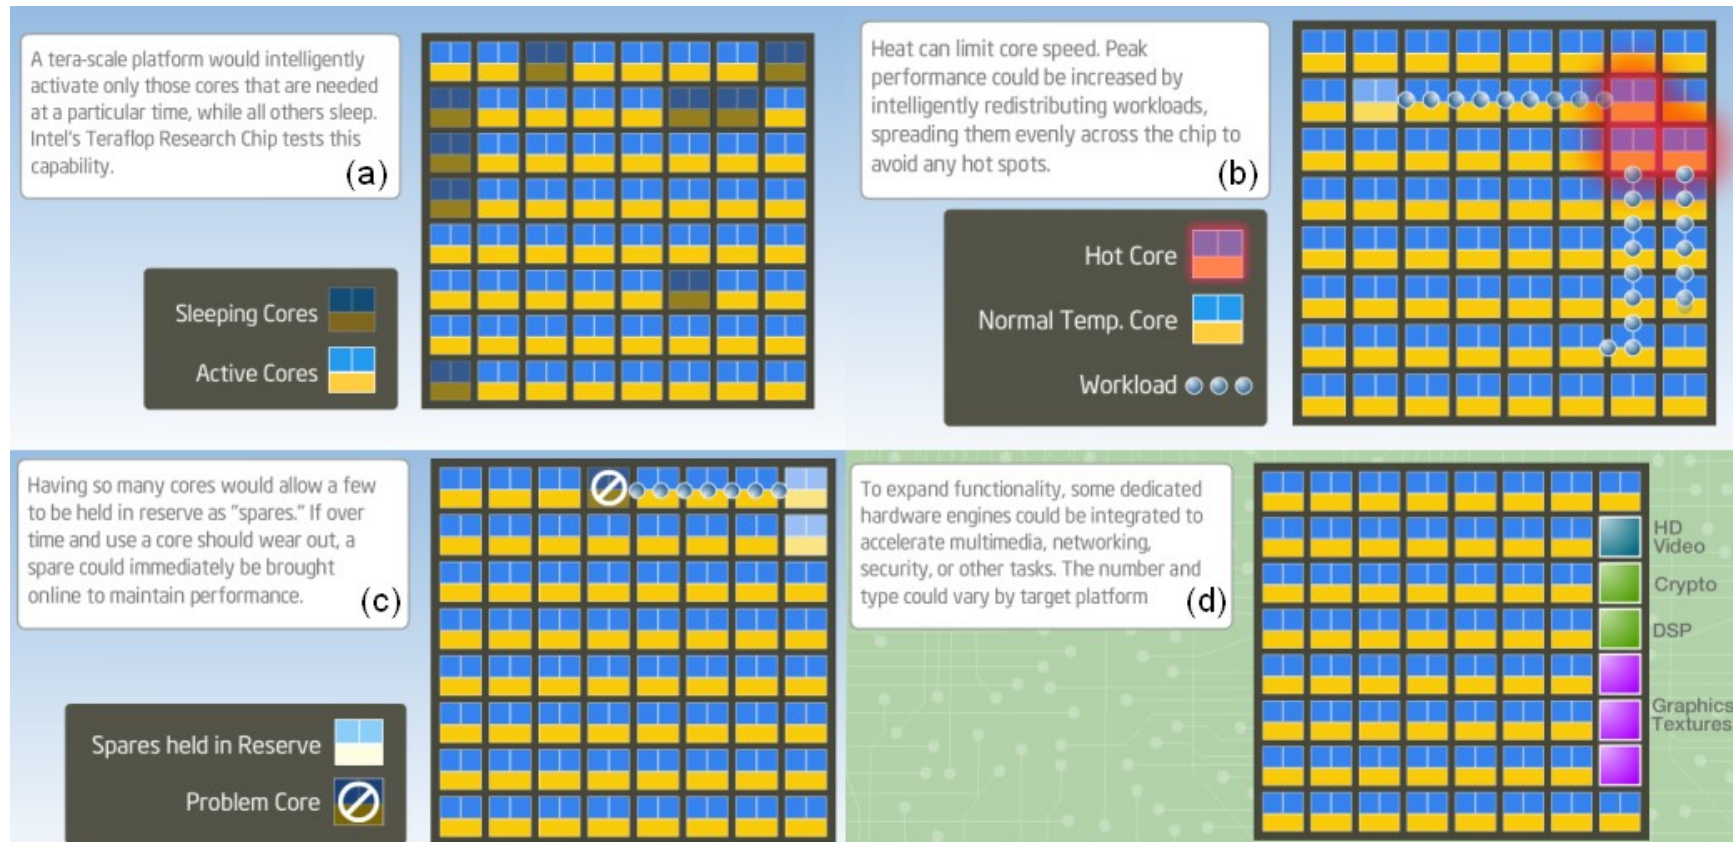 A tera-scale platform would intelligently
activate only those cores that are needed
at a particular time, while all others sleep.
Intel's Teraflop Research Chip tests this
capability.
(a)
Sleeping Cores
Active Cores
Heat can limit core speed. Peak
performance could be increased by
intelligently redistributing workloads,
spreading them evenly across the chip to
avoid any hot spots.
(b)
Hot Core
Normal Temp. Core
Workload
Having so many cores would allow a few
to be held in reserve as "spares." If over
time and use a core should wear out, a
spare could immediately be brought
online to maintain performance.
(c)
Spares held in Reserve
Problem Core
To expand functionality, some dedicated
hardware engines could be integrated to
accelerate multimedia, networking,
security, or other tasks. The number and
type could vary by target platform
(d)
HD
Video
Crypto
DSP
Graphics
Textures